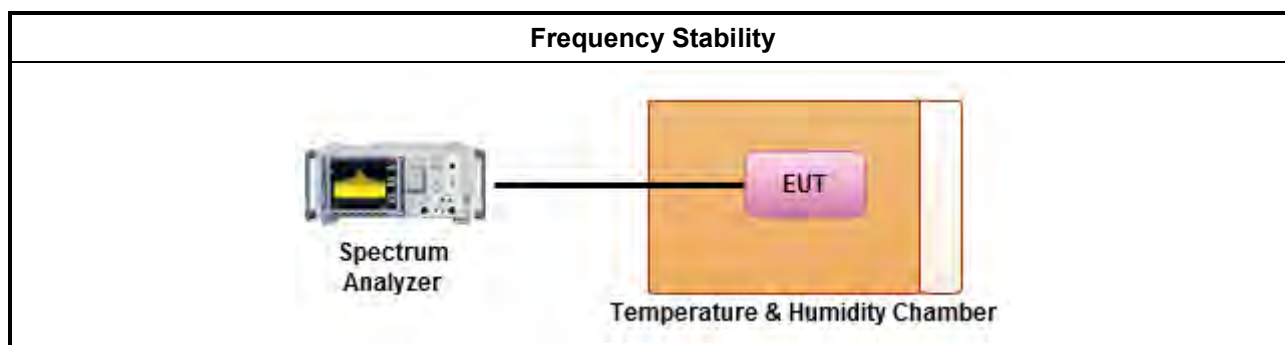 Frequency Stability
EUT
Spectrum
Analyzer
Temperature & Humidity Chamber